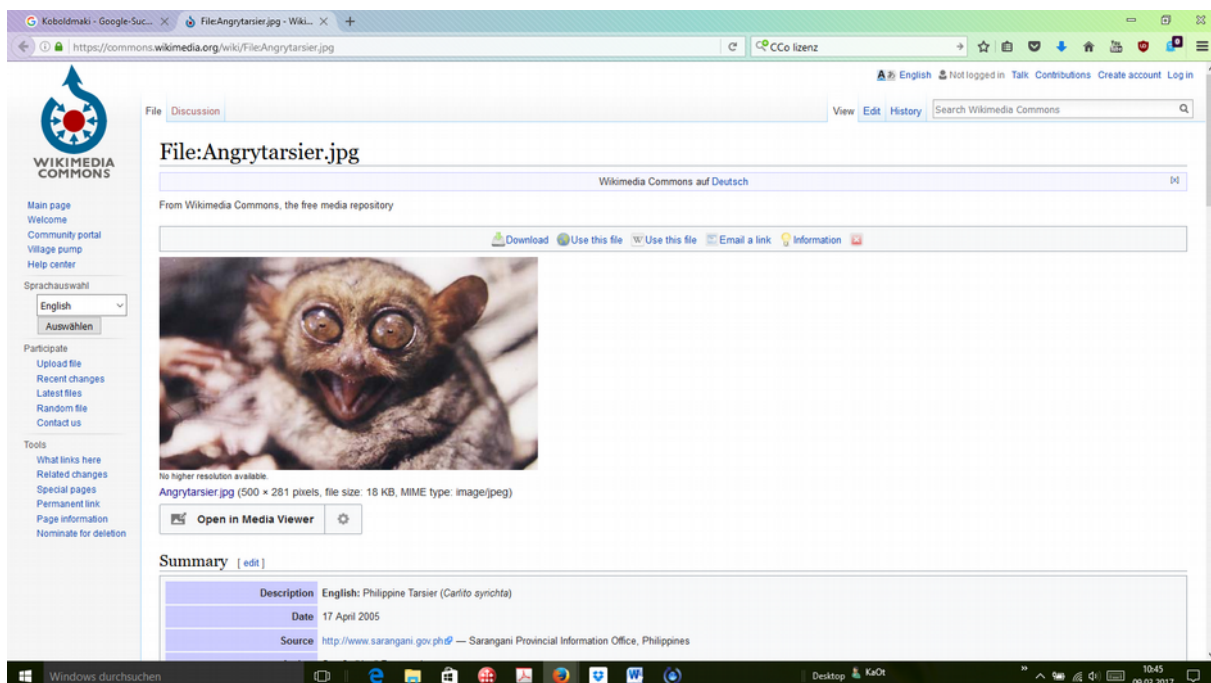 Koboldmaki - Google-Suc...
File:Angrytarsier.jpg - Wiki...
https://commons.wikimedia.org/wiki/File:Angrytarsier.jpg
CCo lizenz
English Not logged in Talk Contributions Create account Log in
File Discussion
View Edit History
Search Wikimedia Commons
WIKIMEDIA
COMMONS
File:Angrytarsier.jpg
Wikimedia Commons auf Deutsch
[x]
From Wikimedia Commons, the free media repository
Download Use this file Use this file Email a link Information
Main page
Welcome
Community portal
Village pump
Help center
Sprachauswahl
English
Auswählen
Participate
Upload file
Recent changes
Latest files
Random file
Contact us
Tools
What links here
Related changes
Special pages
Permanent link
Page information
Nominate for deletion
No higher resolution available.
Angrytarsier.jpg (500 × 281 pixels, file size: 18 KB, MIME type: image/jpeg)
Open in Media Viewer
Summary [ edit ]
Description English: Philippine Tarsier (Carlito syrichta)
Date 17 April 2005
Source http://www.sarangani.gov.ph — Sarangani Provincial Information Office, Philippines
Windows durchsuchen
Desktop KaOt
10:45
09.03.2017